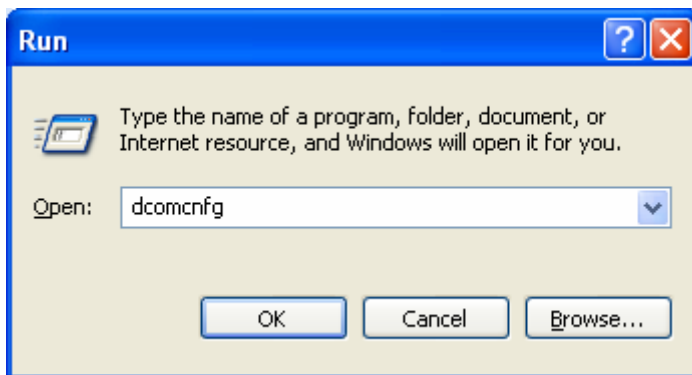 Run
Type the name of a program, folder, document, or
Internet resource, and Windows will open it for you.
Open: dcomcnfg
OK Cancel Browse...